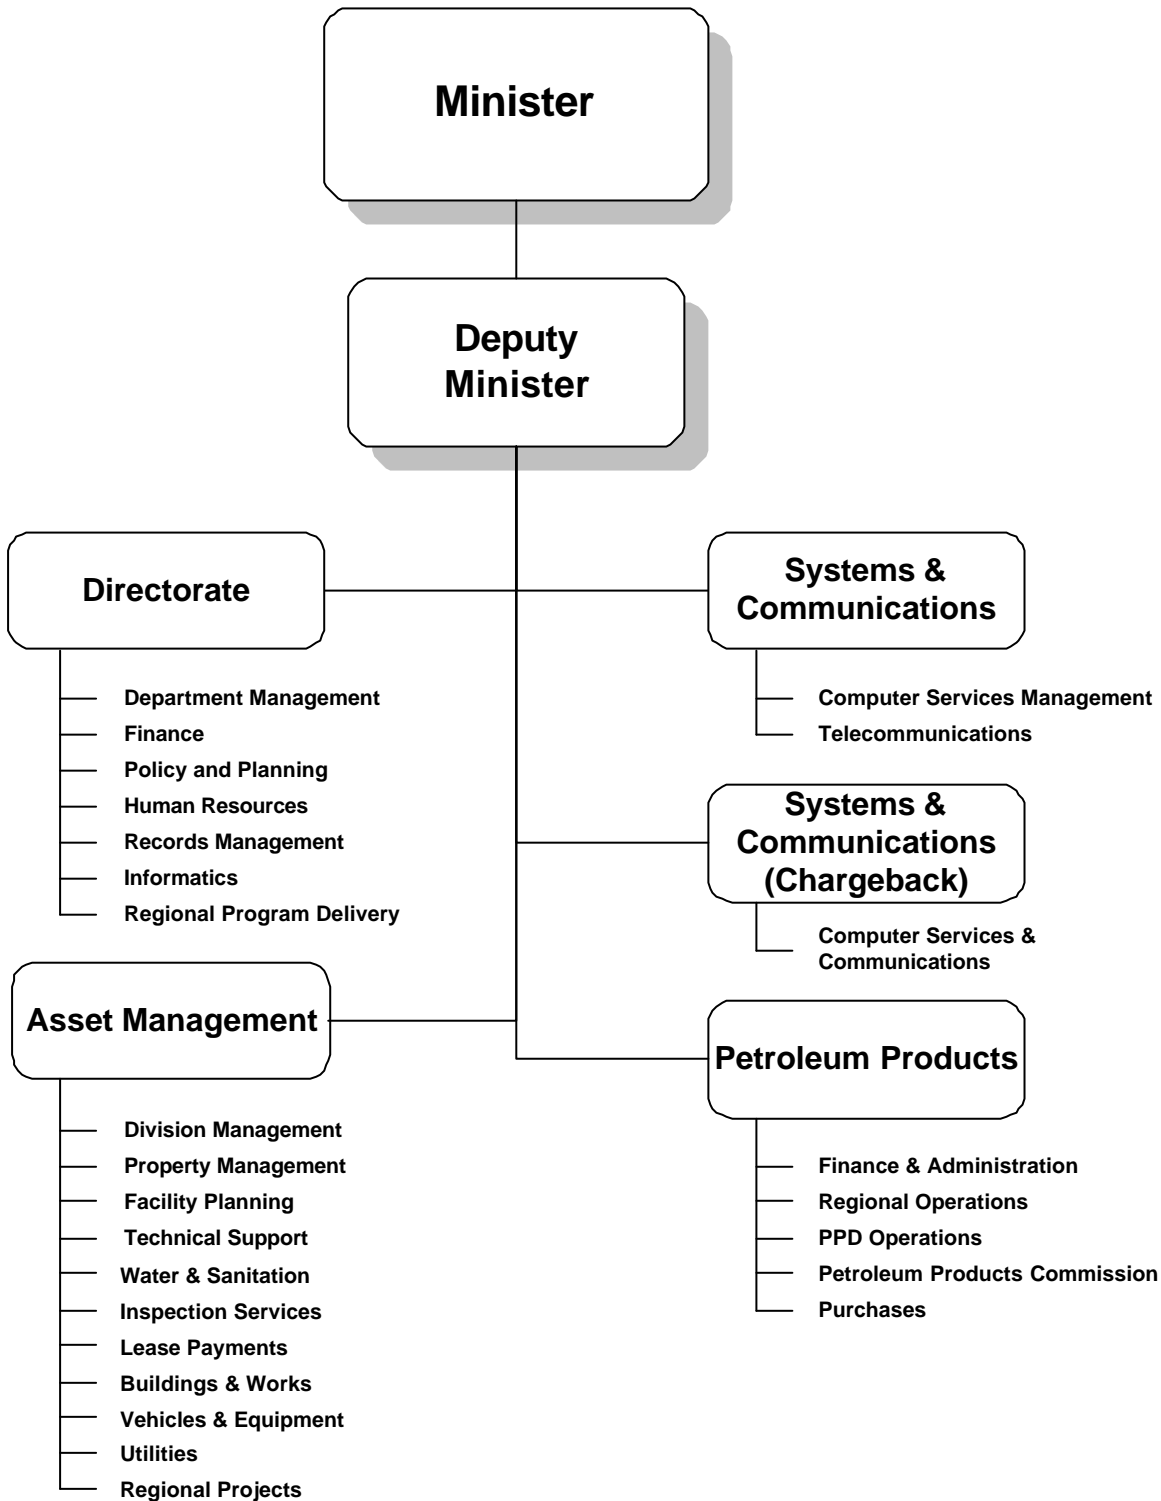 Minister
Deputy
Minister
Directorate
Department Management
Finance
Policy and Planning
Human Resources
Records Management
Informatics
Regional Program Delivery
Asset Management
Division Management
Property Management
Facility Planning
Technical Support
Water & Sanitation
Inspection Services
Lease Payments
Buildings & Works
Vehicles & Equipment
Utilities
Regional Projects
Systems &
Communications
Computer Services Management
Telecommunications
Systems &
Communications
(Chargeback)
Computer Services &
Communications
Petroleum Products
Finance & Administration
Regional Operations
PPD Operations
Petroleum Products Commission
Purchases